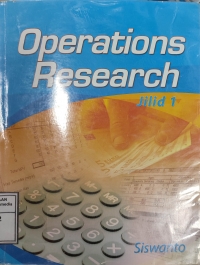 Operations
Research
Jilid 1
Siswanto